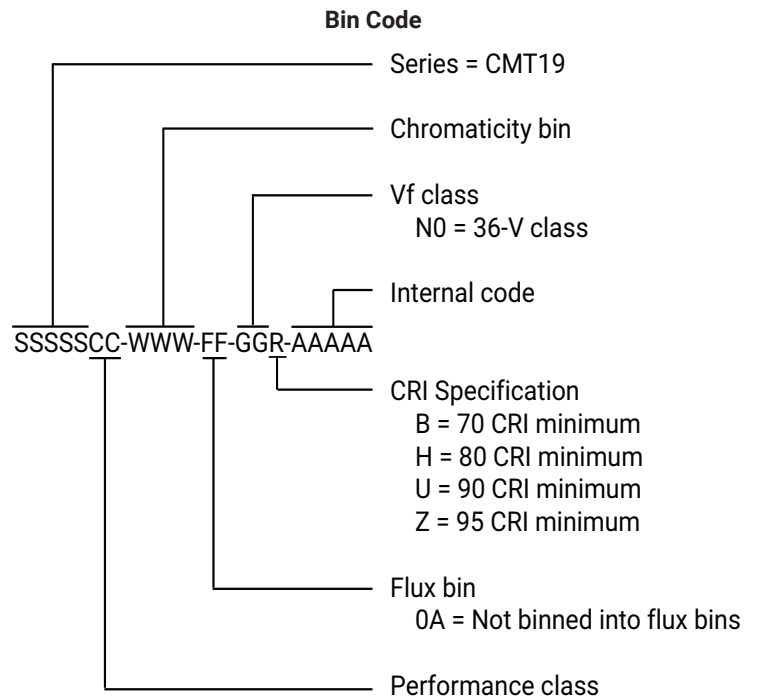 Bin Code
Series = CMT19
Chromaticity bin
Vf class
N0 = 36-V class
Internal code
SSSSSCC-WWW-FF-GGR-AAAAA
CRI Specification
B = 70 CRI minimum
H = 80 CRI minimum
U = 90 CRI minimum
Z = 95 CRI minimum
Flux bin
0A = Not binned into flux bins
Performance class